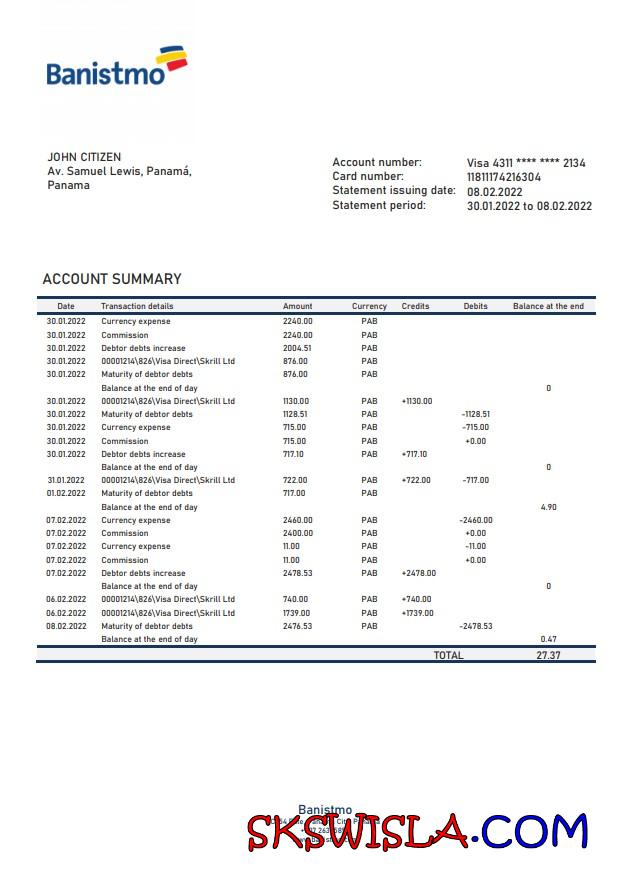 Banistmo
JOHN CITIZEN
Av. Samuel Lewis, Panamá,
Panama
Account number: Visa 4311 **** **** 2134
Card number: 11811174216304
Statement issuing date: 08.02.2022
Statement period: 30.01.2022 to 08.02.2022
ACCOUNT SUMMARY
Date Transaction details Amount Currency Credits Debits Balance at the end
30.01.2022 Currency expense 2240.00 PAB
30.01.2022 Commission 2240.00 PAB
30.01.2022 Debtor debts increase 2004.51 PAB
30.01.2022 00001214\826\Visa Direct\Skrill Ltd 876.00 PAB
30.01.2022 Maturity of debtor debts 876.00 PAB
Balance at the end of day 0
30.01.2022 00001214\826\Visa Direct\Skrill Ltd 1130.00 PAB +1130.00
30.01.2022 Maturity of debtor debts 1128.51 PAB -1128.51
30.01.2022 Currency expense 715.00 PAB -715.00
30.01.2022 Commission 715.00 PAB +0.00
30.01.2022 Debtor debts increase 717.10 PAB +717.10
Balance at the end of day 0
31.01.2022 00001214\826\Visa Direct\Skrill Ltd 722.00 PAB +722.00 -717.00
01.02.2022 Maturity of debtor debts 717.00 PAB
Balance at the end of day 4.90
07.02.2022 Currency expense 2460.00 PAB -2460.00
07.02.2022 Commission 2400.00 PAB +0.00
07.02.2022 Currency expense 11.00 PAB -11.00
07.02.2022 Commission 11.00 PAB +0.00
07.02.2022 Debtor debts increase 2478.53 PAB +2478.00
Balance at the end of day 0
06.02.2022 00001214\826\Visa Direct\Skrill Ltd 740.00 PAB +740.00
06.02.2022 00001214\826\Visa Direct\Skrill Ltd 1739.00 PAB +1739.00
08.02.2022 Maturity of debtor debts 2476.53 PAB -2478.53
Balance at the end of day 0.47
TOTAL 27.37
Banistmo
SKSWISLA.COM